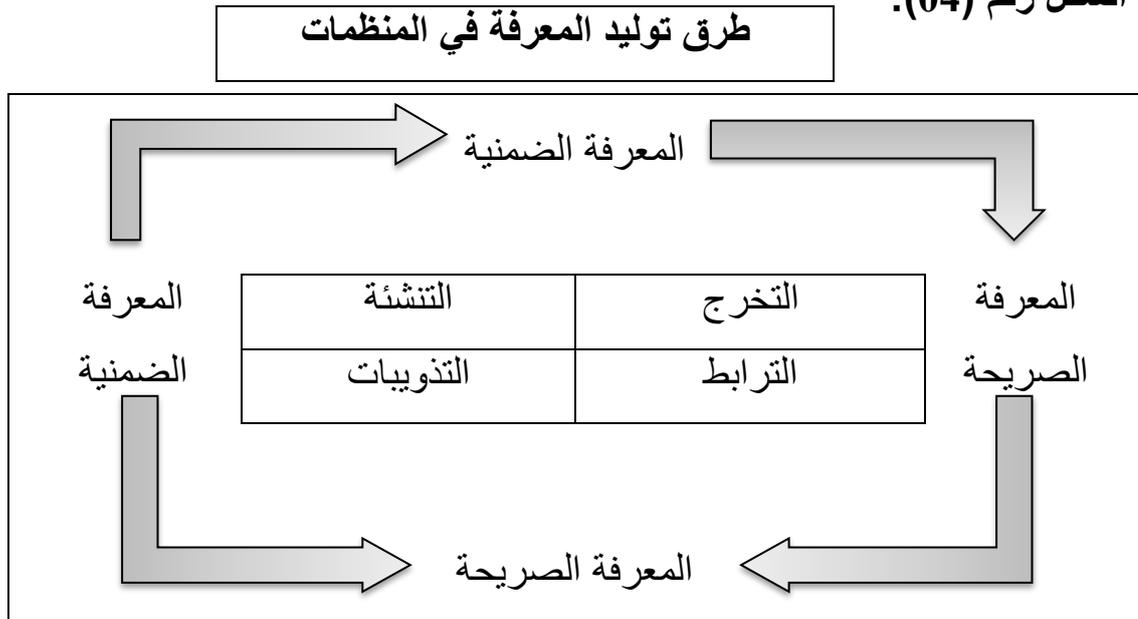 الشكل رقم (04):
طرق توليد المعرفة في المنظمات
المعرفة الضمنية
المعرفة
التخرج
التنشئة
المعرفة
الصريحة
الترابط
التذويبات
الضمنية
المعرفة الصريحة